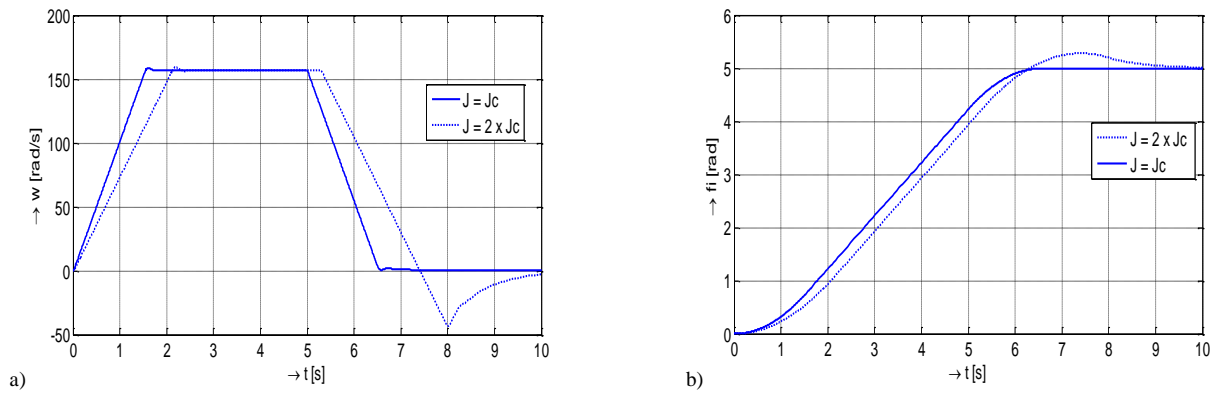 200
150
100
50
0
-50
→ w [rad/s]
0 1 2 3 4 5 6 7 8 9 10
→ t [s]
J = Jc
J = 2 x Jc
a)
6
5
4
3
2
1
0
→ fi [rad]
0 1 2 3 4 5 6 7 8 9 10
→ t [s]
J = 2 x Jc
J = Jc
b)